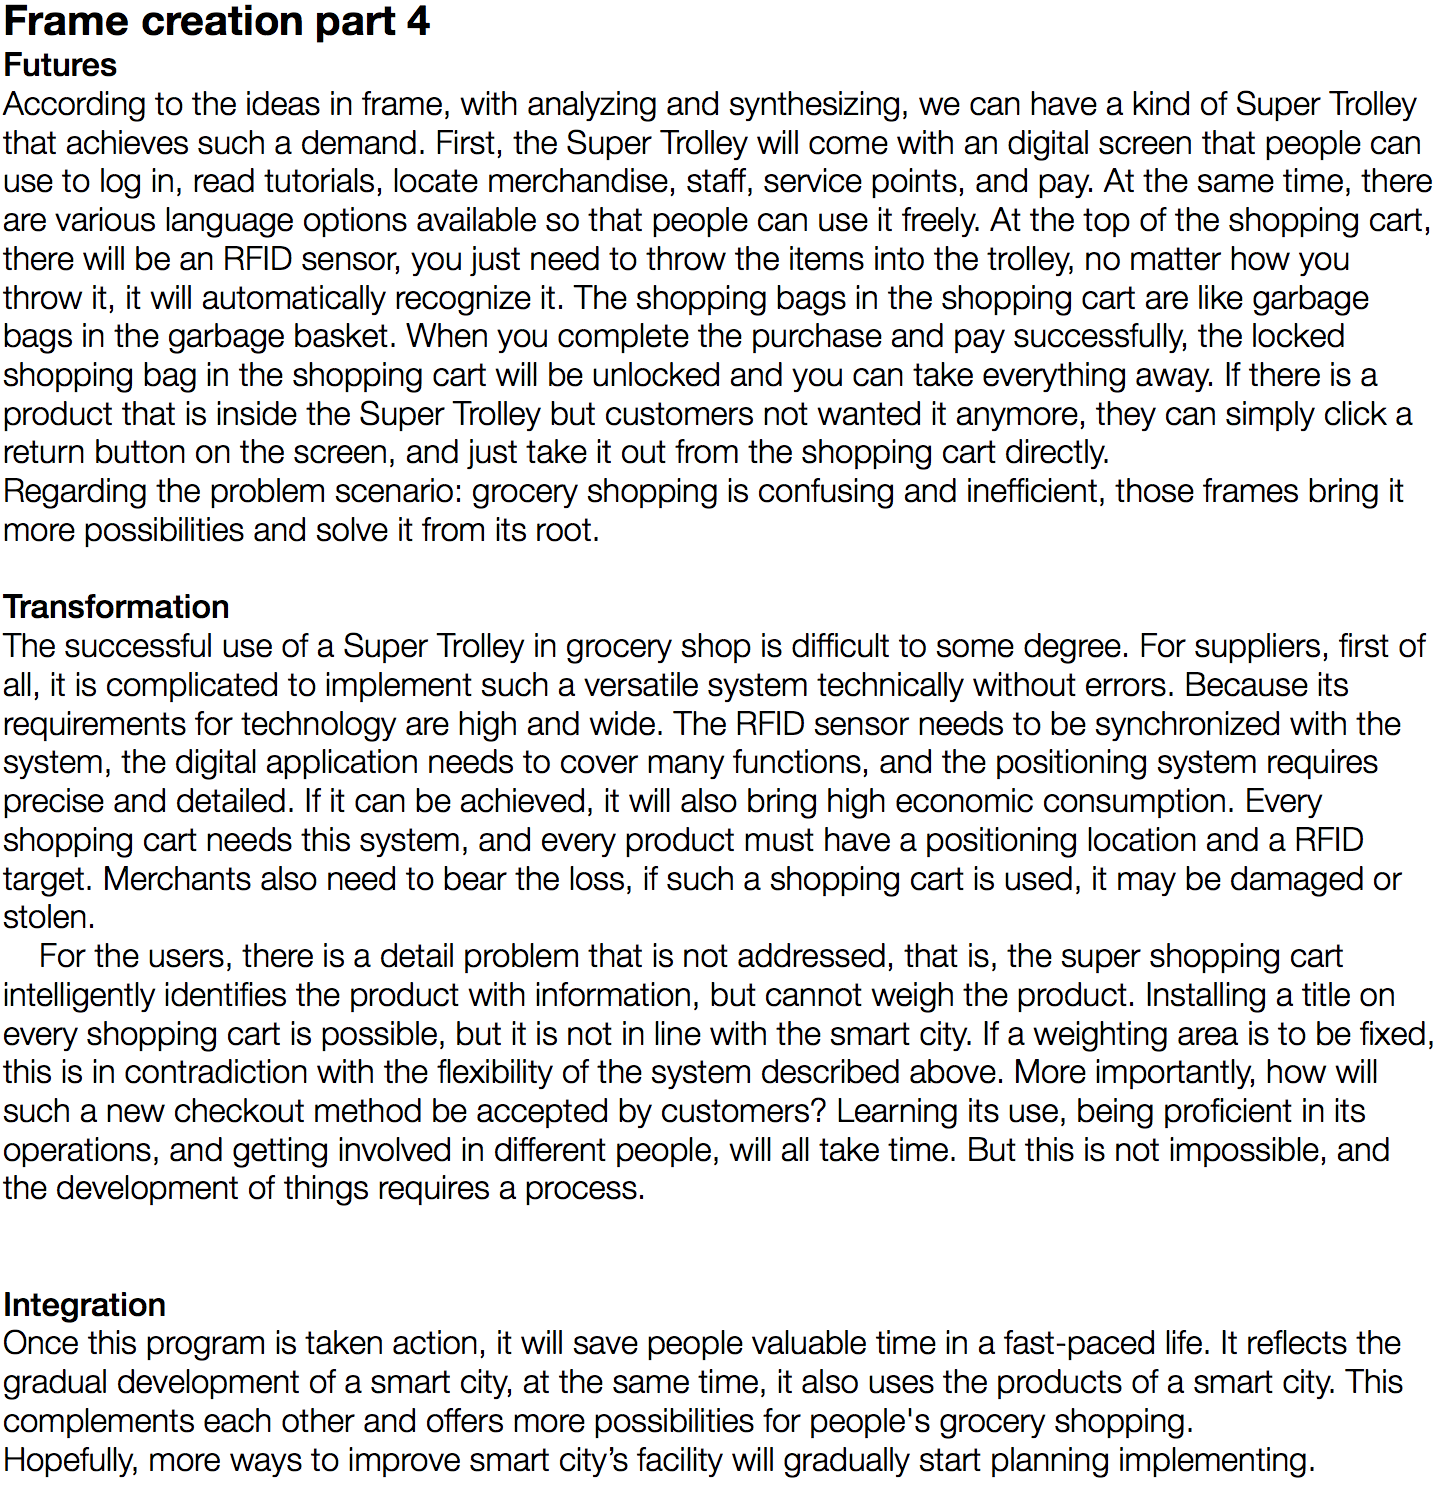 Frame creation part 4
Futures
According to the ideas in frame, with analyzing and synthesizing, we can have a kind of Super Trolley
that achieves such a demand. First, the Super Trolley will come with an digital screen that people can
use to log in, read tutorials, locate merchandise, staff, service points, and pay. At the same time, there
are various language options available so that people can use it freely. At the top of the shopping cart,
there will be an RFID sensor, you just need to throw the items into the trolley, no matter how you
throw it, it will automatically recognize it. The shopping bags in the shopping cart are like garbage
bags in the garbage basket. When you complete the purchase and pay successfully, the locked
shopping bag in the shopping cart will be unlocked and you can take everything away. If there is a
product that is inside the Super Trolley but customers not wanted it anymore, they can simply click a
return button on the screen, and just take it out from the shopping cart directly.
Regarding the problem scenario: grocery shopping is confusing and inefficient, those frames bring it
more possibilities and solve it from its root.
Transformation
The successful use of a Super Trolley in grocery shop is difficult to some degree. For suppliers, first of
all, it is complicated to implement such a versatile system technically without errors. Because its
requirements for technology are high and wide. The RFID sensor needs to be synchronized with the
system, the digital application needs to cover many functions, and the positioning system requires
precise and detailed. If it can be achieved, it will also bring high economic consumption. Every
shopping cart needs this system, and every product must have a positioning location and a RFID
target. Merchants also need to bear the loss, if such a shopping cart is used, it may be damaged or
stolen.
For the users, there is a detail problem that is not addressed, that is, the super shopping cart
intelligently identifies the product with information, but cannot weigh the product. Installing a title on
every shopping cart is possible, but it is not in line with the smart city. If a weighting area is to be fixed,
this is in contradiction with the flexibility of the system described above. More importantly, how will
such a new checkout method be accepted by customers? Learning its use, being proficient in its
operations, and getting involved in different people, will all take time. But this is not impossible, and
the development of things requires a process.
Integration
Once this program is taken action, it will save people valuable time in a fast-paced life. It reflects the
gradual development of a smart city, at the same time, it also uses the products of a smart city. This
complements each other and offers more possibilities for people's grocery shopping.
Hopefully, more ways to improve smart city’s facility will gradually start planning implementing.